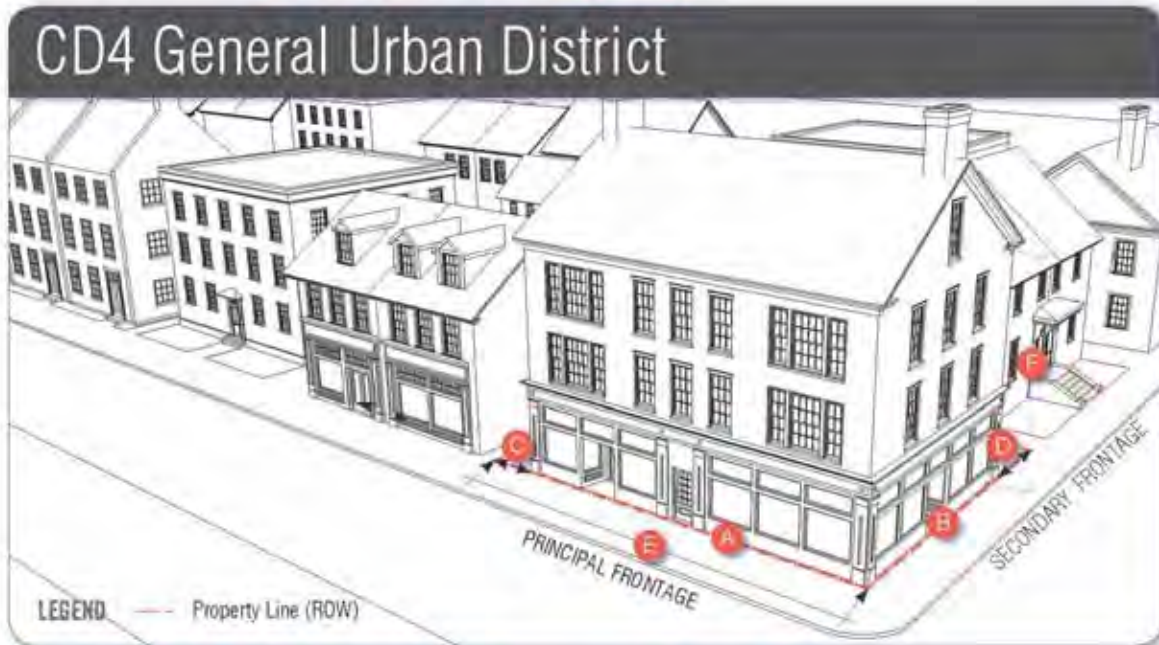 CD4 General Urban District
F
C
D
B
A
E
PRINCIPAL FRONTAGE
SECONDARY FRONTAGE
LEGEND
Property Line (ROW)